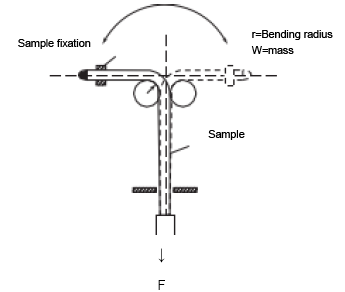 Sample fixation
r=Bending radius
W=mass
Sample
F